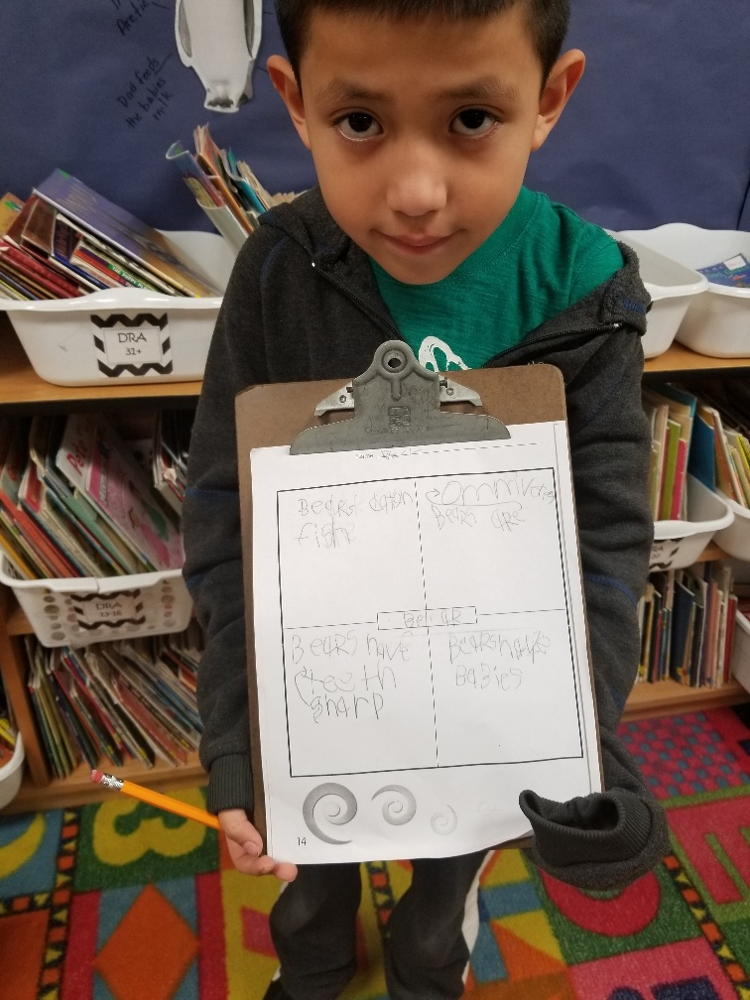 Arctic
Dad feeds
the babies
milk
DRA
31+
DRA
Bears eat
fish
omnivores
Bears are
Bears have
teeth
sharp
Bears have
Babies
14